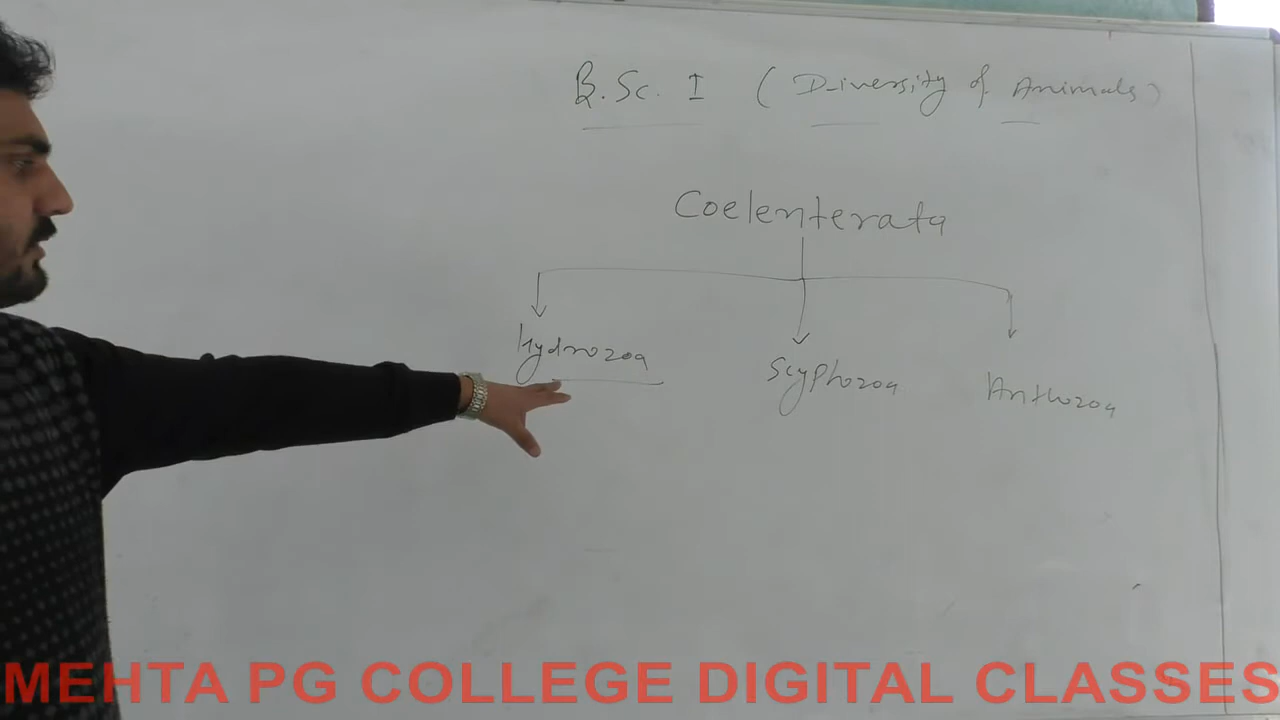 B.Sc. I ( Diversity of Animals)
Coelenterata
Hydrozoa Scyphozoa Anthozoa
MEHTA PG COLLEGE DIGITAL CLASSES